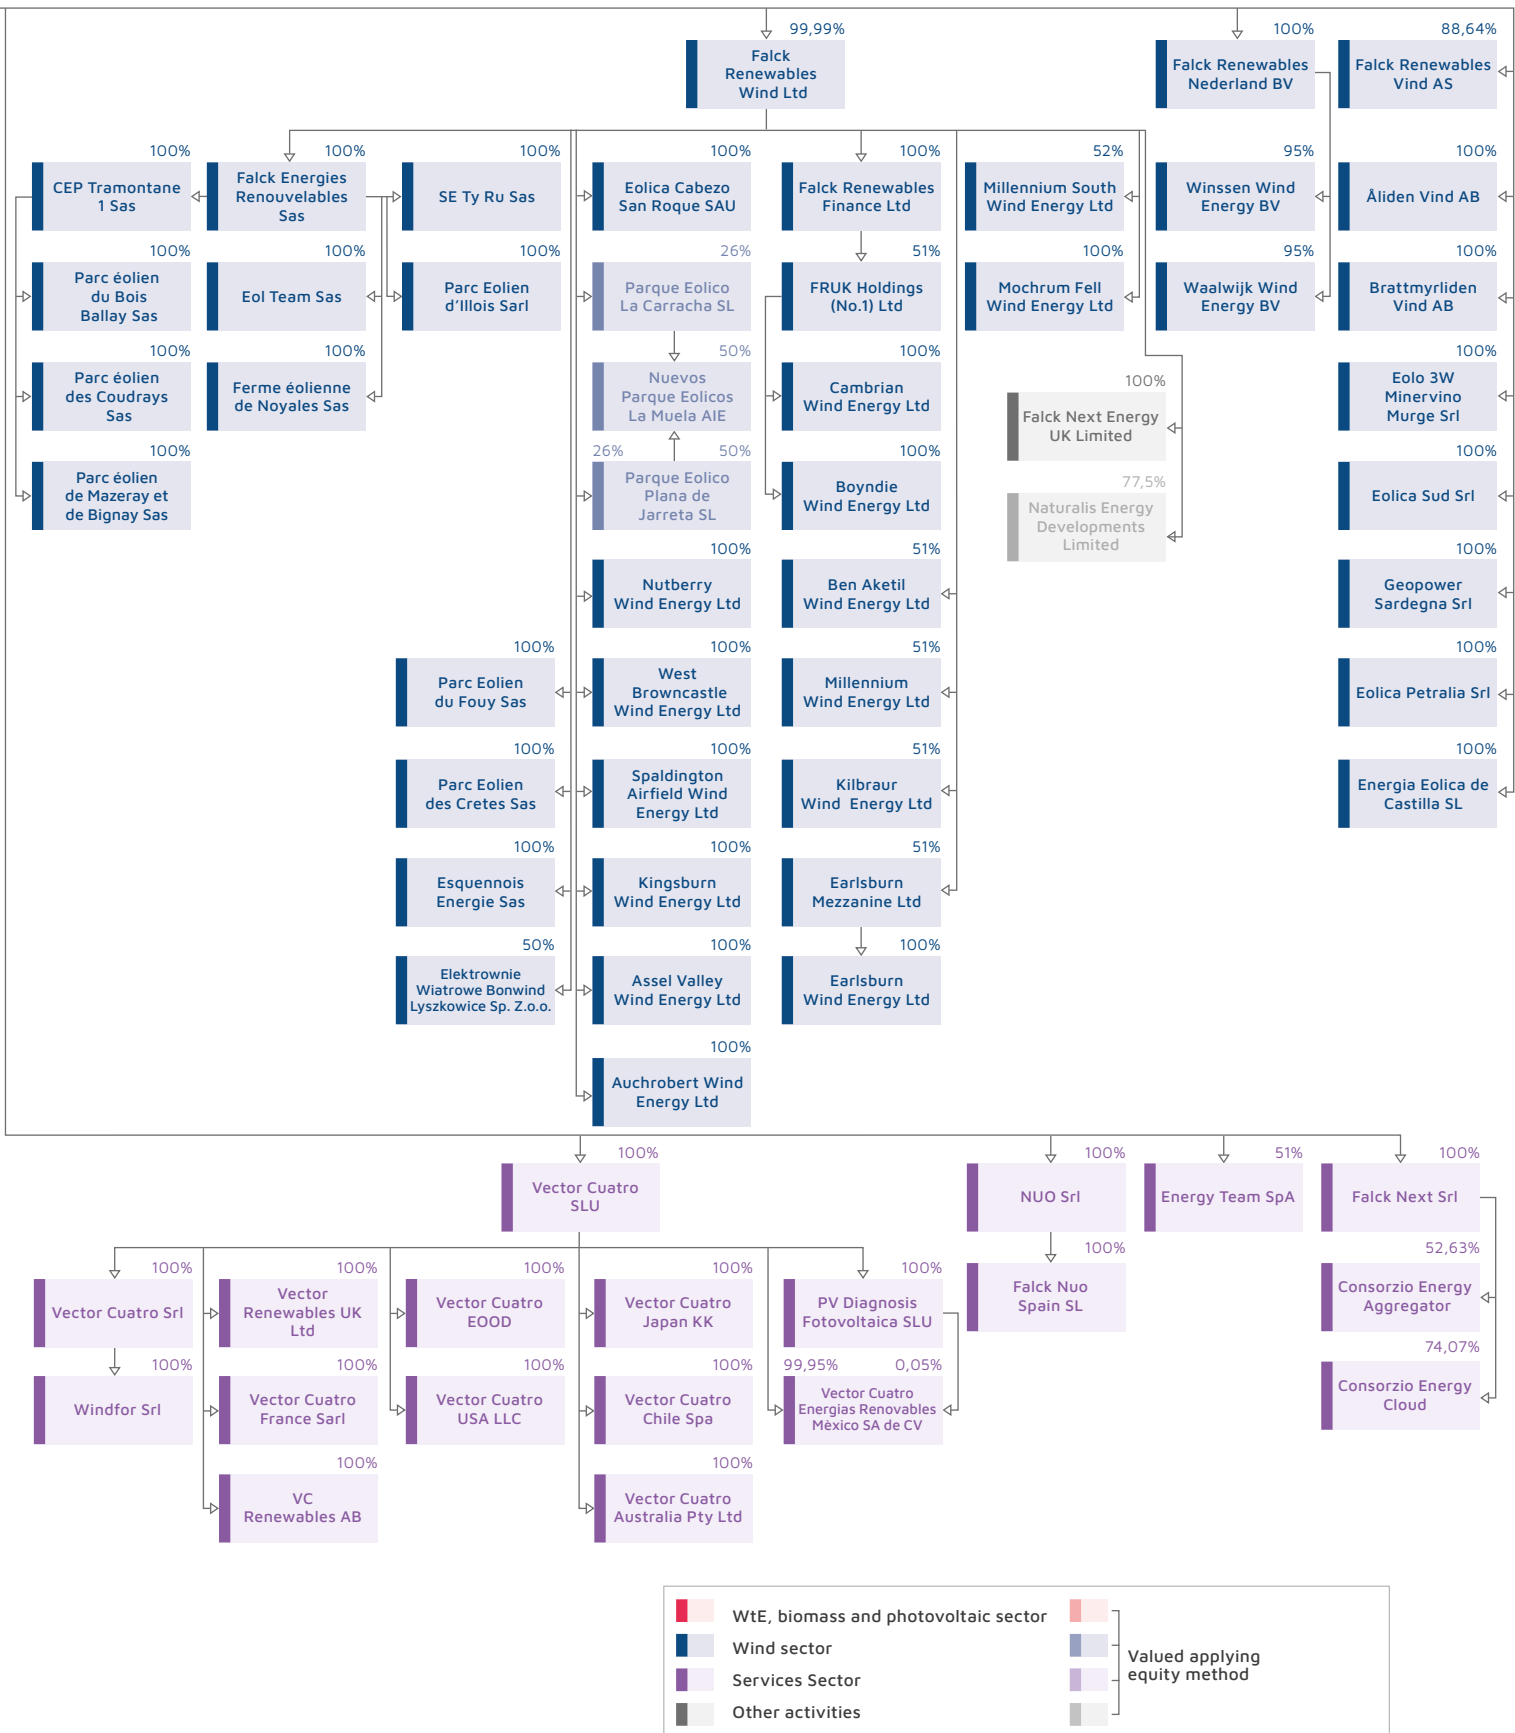 99,99%
Falck
Renewables
Wind Ltd
100%
Falck Renewables
Nederland BV
88,64%
Falck Renewables
Vind AS
100%
CEP Tramontane
1 Sas
100%
Falck Energies
Renouvelables
Sas
100%
SE Ty Ru Sas
100%
Eolica Cabezo
San Roque SAU
100%
Falck Renewables
Finance Ltd
52%
Millennium South
Wind Energy Ltd
95%
Winssen Wind
Energy BV
100%
Åliden Vind AB
100%
Parc éolien
du Bois
Ballay Sas
100%
Eol Team Sas
100%
Parc Eolien
d'Illois Sarl
26%
Parque Eolico
La Carracha SL
51%
FRUK Holdings
(No.1) Ltd
100%
Mochrum Fell
Wind Energy Ltd
95%
Waalwijk Wind
Energy BV
100%
Brattmyrliden
Vind AB
100%
Parc éolien
des Coudrays
Sas
100%
Ferme éolienne
de Noyales Sas
50%
Nuevos
Parque Eolicos
La Muela AIE
100%
Cambrian
Wind Energy Ltd
100%
Falck Next Energy
UK Limited
100%
Eolo 3W
Minervino
Murge Srl
100%
Parc éolien
de Mazeray et
de Bignay Sas
26% 50%
Parque Eolico
Plana de
Jarreta SL
100%
Boyndie
Wind Energy Ltd
77,5%
Naturalis Energy
Developments
Limited
100%
Eolica Sud Srl
100%
Nutberry
Wind Energy Ltd
51%
Ben Aketil
Wind Energy Ltd
100%
Geopower
Sardegna Srl
100%
Parc Eolien
du Fouy Sas
100%
West
Browncastle
Wind Energy Ltd
51%
Millennium
Wind Energy Ltd
100%
Eolica Petralia Srl
100%
Parc Eolien
des Cretes Sas
100%
Spaldington
Airfield Wind
Energy Ltd
51%
Kilbraur
Wind Energy Ltd
100%
Energia Eolica de
Castilla SL
100%
Esquennois
Energie Sas
100%
Kingsburn
Wind Energy Ltd
51%
Earlsburn
Mezzanine Ltd
50%
Elektrownie
Wiatrowe Bonwind
Lyszkowice Sp. Z.o.o.
100%
Assel Valley
Wind Energy Ltd
100%
Earlsburn
Wind Energy Ltd
100%
Auchrobert Wind
Energy Ltd
100%
Vector Cuatro
SLU
100%
NUO Srl
51%
Energy Team SpA
100%
Falck Next Srl
100%
Vector Cuatro Srl
100%
Vector
Renewables UK
Ltd
100%
Vector Cuatro
EOOD
100%
Vector Cuatro
Japan KK
100%
PV Diagnosis
Fotovoltaica SLU
100%
Falck Nuo
Spain SL
52,63%
Consorzio Energy
Aggregator
100%
Windfor Srl
100%
Vector Cuatro
France Sarl
100%
Vector Cuatro
USA LLC
100%
Vector Cuatro
Chile Spa
99,95% 0,05%
Vector Cuatro
Energias Renovables
Mèxico SA de CV
74,07%
Consorzio Energy
Cloud
100%
VC
Renewables AB
100%
Vector Cuatro
Australia Pty Ltd
WtE, biomass and photovoltaic sector
Wind sector
Services Sector
Other activities
Valued applying
equity method